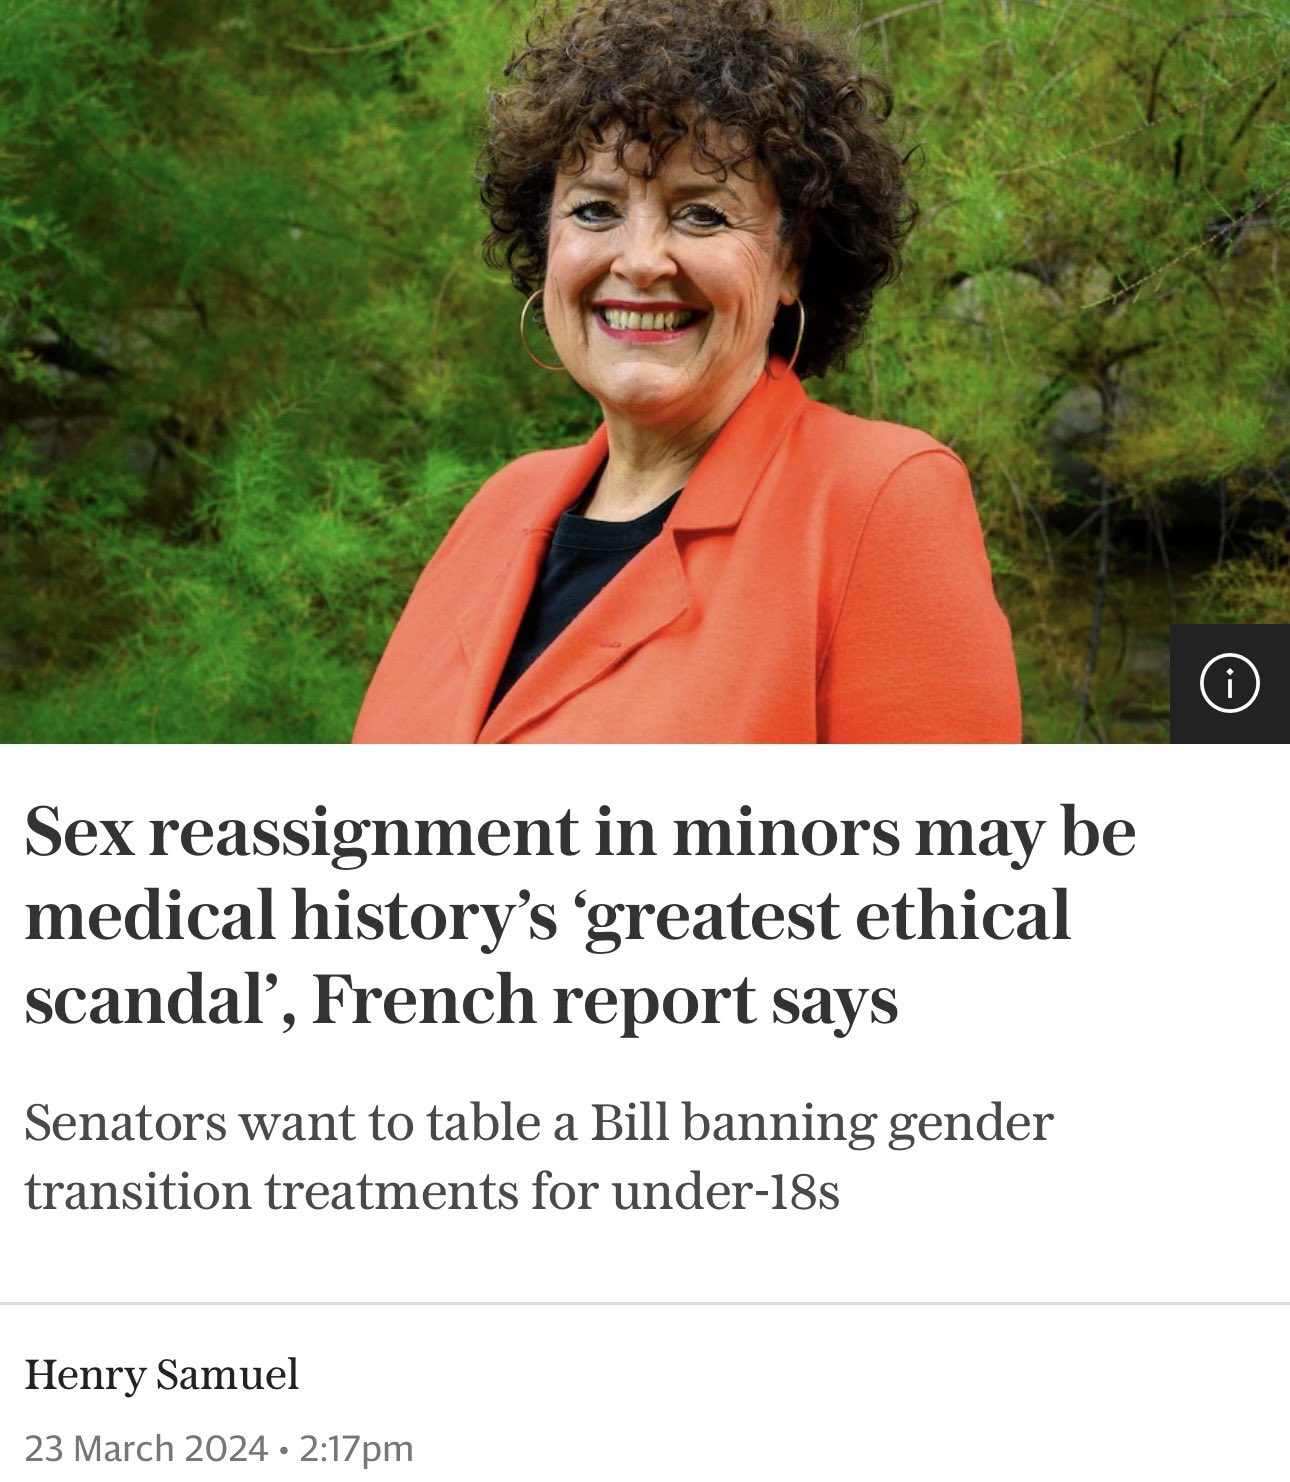 Sex reassignment in minors may be
medical history’s ‘greatest ethical
scandal’, French report says
Senators want to table a Bill banning gender
transition treatments for under-18s
Henry Samuel
23 March 2024 • 2:17pm